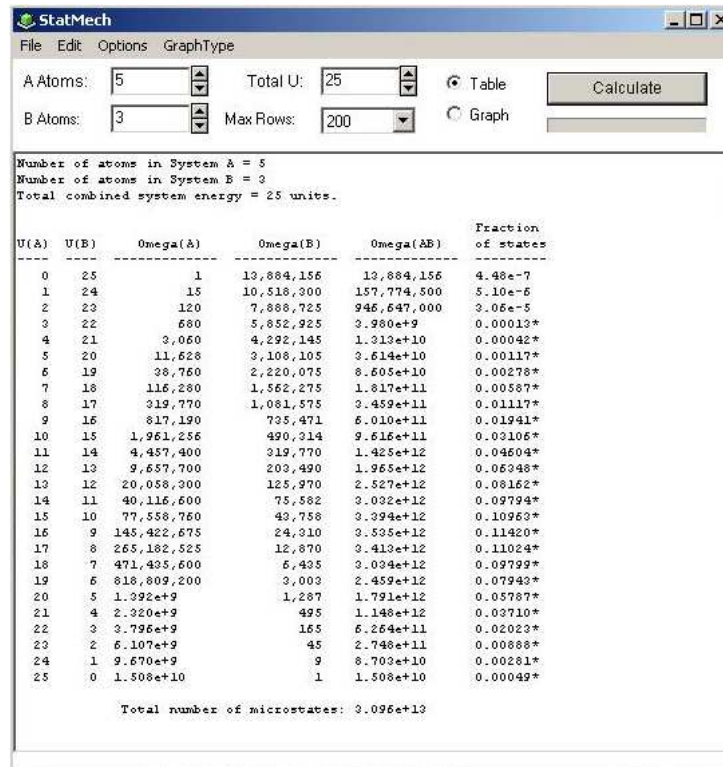 StatMech
File Edit Options GraphType
A Atoms: 5 Total U: 25 Table Calculate
B Atoms: 3 Max Rows: 200 Graph
Number of atoms in System A = 5
Number of atoms in System B = 3
Total combined system energy = 25 units.
Fraction
U(A) U(B) Omega(A) Omega(B) Omega(AB) of states
---- ---- ------------- ------------- ------------- ---------
0 25 1 13,884,156 13,884,156 4.48e-7
1 24 15 10,518,300 157,774,500 5.10e-6
2 23 120 7,888,725 946,647,000 3.06e-5
3 22 680 5,852,925 3.980e+9 0.00013*
4 21 3,060 4,292,145 1.313e+10 0.00042*
5 20 11,628 3,108,105 3.614e+10 0.00117*
6 19 38,760 2,220,075 8.605e+10 0.00278*
7 18 116,280 1,562,275 1.817e+11 0.00587*
8 17 319,770 1,081,575 3.459e+11 0.01117*
9 16 817,190 735,471 6.010e+11 0.01941*
10 15 1,961,256 490,314 9.616e+11 0.03106*
11 14 4,457,400 319,770 1.425e+12 0.04604*
12 13 9,657,700 203,490 1.965e+12 0.06348*
13 12 20,058,300 125,970 2.527e+12 0.08162*
14 11 40,116,600 75,582 3.032e+12 0.09794*
15 10 77,558,760 43,758 3.394e+12 0.10963*
16 9 145,422,675 24,310 3.535e+12 0.11420*
17 8 265,182,525 12,870 3.413e+12 0.11024*
18 7 471,435,600 6,435 3.034e+12 0.09799*
19 6 818,809,200 3,003 2.459e+12 0.07943*
20 5 1.392e+9 1,287 1.791e+12 0.05787*
21 4 2.320e+9 495 1.148e+12 0.03710*
22 3 3.796e+9 165 6.264e+11 0.02023*
23 2 6.107e+9 45 2.748e+11 0.00888*
24 1 9.670e+9 9 8.703e+10 0.00281*
25 0 1.508e+10 1 1.508e+10 0.00049*
Total number of microstates: 3.096e+13